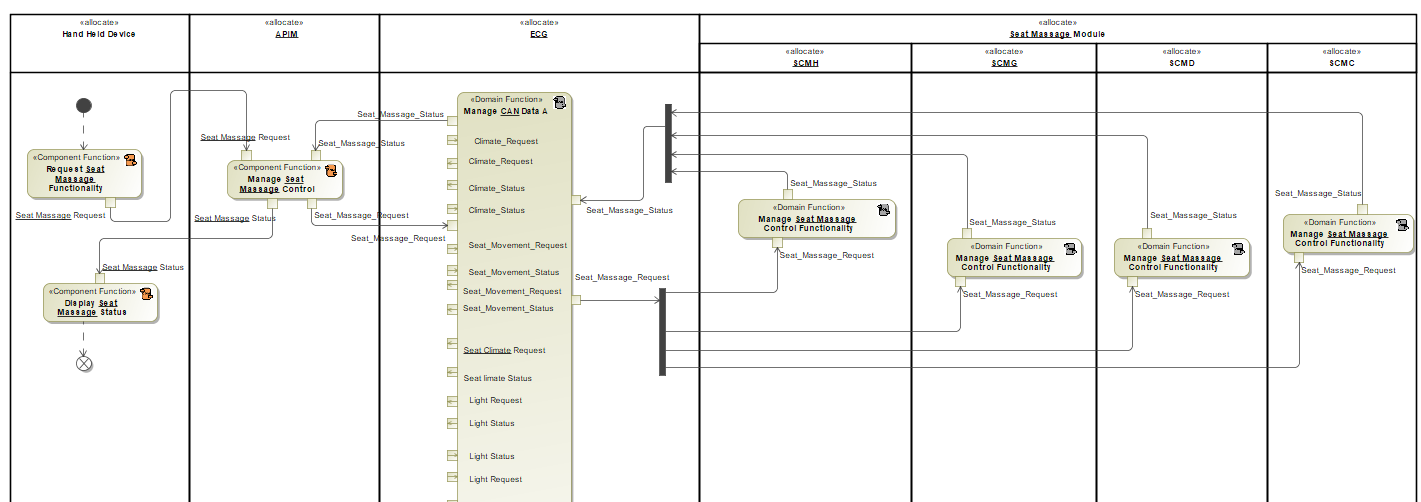 «allocate»
Hand Held Device
«allocate»
APIM
«allocate»
ECG
«allocate»
Seat Massage Module
«allocate»
SCMH
«allocate»
SCMG
«allocate»
SCMD
«allocate»
SCMC
«Component Function»
Request Seat
Massage
Functionality
Seat Massage Request
Seat Massage Request
«Component Function»
Manage Seat
Massage Control
Seat Massage Status
Seat Massage Status
«Component Function»
Display Seat
Massage Status
Seat_Massage_Status
Seat_Massage_Status
Seat_Massage_Request
Seat_Massage_Request
«Domain Function»
Manage CAN Data A
Climate_Request
Climate_Request
Climate_Status
Climate_Status
Seat_Movement_Request
Seat_Movement_Status
Seat_Movement_Request
Seat_Movement_Status
Seat Climate Request
Seat limate Status
Light Request
Light Status
Light Status
Light Request
Seat_Massage_Status
Seat_Massage_Request
Seat_Massage_Status
«Domain Function»
Manage Seat Massage
Control Functionality
Seat_Massage_Request
Seat_Massage_Status
«Domain Function»
Manage Seat Massage
Control Functionality
Seat_Massage_Request
Seat_Massage_Status
«Domain Function»
Manage Seat Massage
Control Functionality
Seat_Massage_Request
Seat_Massage_Status
«Domain Function»
Manage Seat Massage
Control Functionality
Seat_Massage_Request